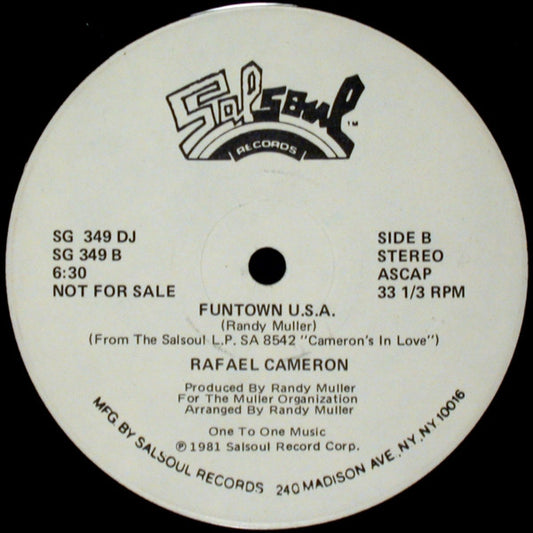 Salsoul TM
RECORDS
SG 349 DJ
SG 349 B
6:30
NOT FOR SALE
SIDE B
STEREO
ASCAP
33 1/3 RPM
FUNTOWN U.S.A.
(Randy Muller)
(From The Salsoul L.P. SA 8542 "Cameron's In Love")
RAFAEL CAMERON
Produced By Randy Muller
For The Muller Organization
Arranged By Randy Muller
One To One Music
℗ 1981 Salsoul Record Corp.
MFG. BY SALSOUL RECORDS 240 MADISON AVE., NY, NY 10016